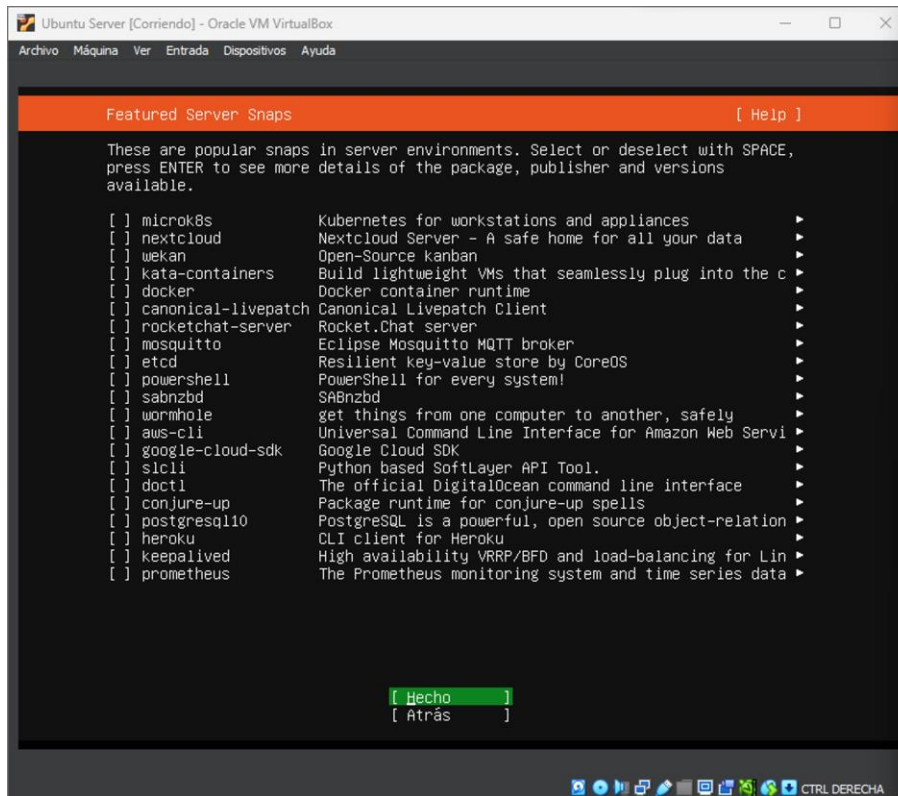 Ubuntu Server [Corriendo] - Oracle VM VirtualBox
Archivo Máquina Ver Entrada Dispositivos Ayuda
Featured Server Snaps [ Help ]
These are popular snaps in server environments. Select or deselect with SPACE,
press ENTER to see more details of the package, publisher and versions
available.
[ ] microk8s Kubernetes for workstations and appliances ▸
[ ] nextcloud Nextcloud Server - A safe home for all your data ▸
[ ] wekan Open-Source kanban ▸
[ ] kata-containers Build lightweight VMs that seamlessly plug into the c ▸
[ ] docker Docker container runtime ▸
[ ] canonical-livepatch Canonical Livepatch Client ▸
[ ] rocketchat-server Rocket.Chat server ▸
[ ] mosquitto Eclipse Mosquitto MQTT broker ▸
[ ] etcd Resilient key-value store by CoreOS ▸
[ ] powershell PowerShell for every system! ▸
[ ] sabnzbd SABnzbd ▸
[ ] wormhole get things from one computer to another, safely ▸
[ ] aws-cli Universal Command Line Interface for Amazon Web Servi ▸
[ ] google-cloud-sdk Google Cloud SDK ▸
[ ] slcli Python based SoftLayer API Tool. ▸
[ ] doctl The official DigitalOcean command line interface ▸
[ ] conjure-up Package runtime for conjure-up spells ▸
[ ] postgresql10 PostgreSQL is a powerful, open source object-relation ▸
[ ] heroku CLI client for Heroku ▸
[ ] keepalived High availability VRRP/BFD and load-balancing for Lin ▸
[ ] prometheus The Prometheus monitoring system and time series data ▸
[ Hecho ]
[ Atrás ]
CTRL DERECHA